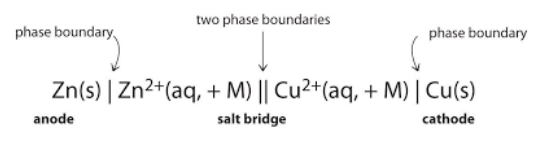 two phase boundaries
phase boundary phase boundary
Zn(s) | Zn²⁺(aq, + M) || Cu²⁺(aq, + M) | Cu(s)
anode salt bridge cathode